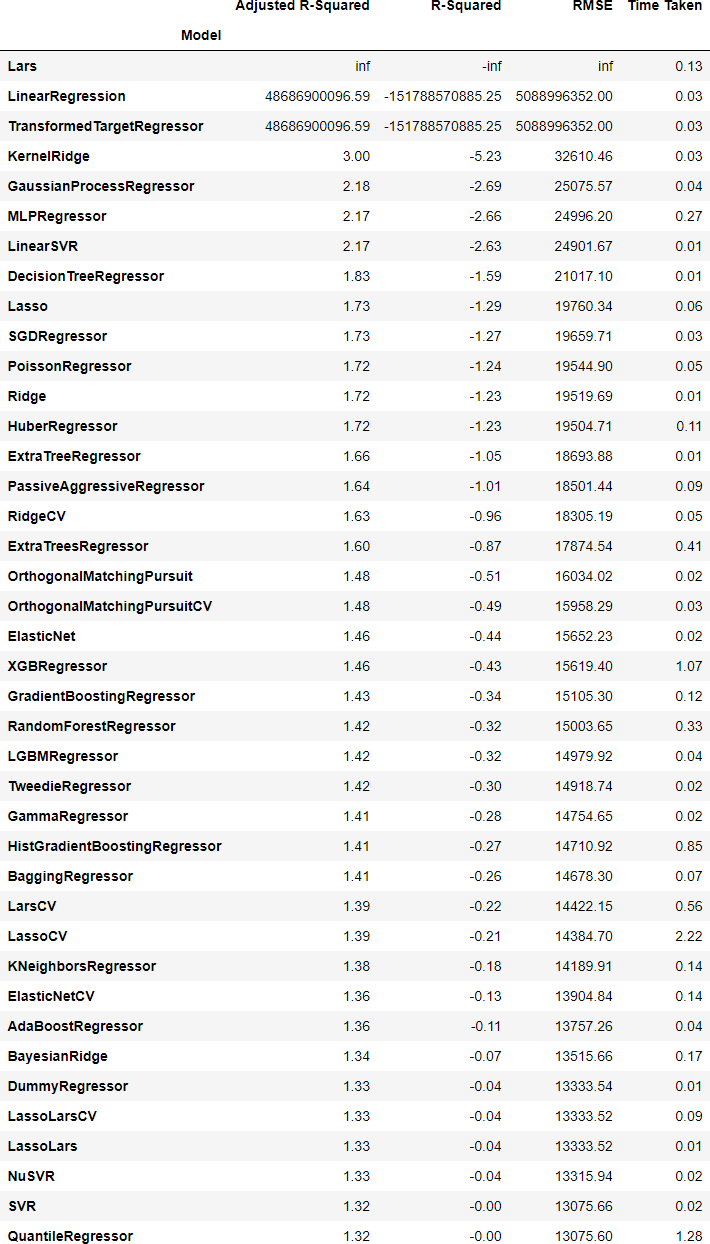 Adjusted R-Squared R-Squared RMSE Time Taken
Model
Lars inf -inf inf 0.13
LinearRegression 48686900096.59 -151788570885.25 5088996352.00 0.03
TransformedTargetRegressor 48686900096.59 -151788570885.25 5088996352.00 0.03
KernelRidge 3.00 -5.23 32610.46 0.03
GaussianProcessRegressor 2.18 -2.69 25075.57 0.04
MLPRegressor 2.17 -2.66 24996.20 0.27
LinearSVR 2.17 -2.63 24901.67 0.01
DecisionTreeRegressor 1.83 -1.59 21017.10 0.01
Lasso 1.73 -1.29 19760.34 0.06
SGDRegressor 1.73 -1.27 19659.71 0.03
PoissonRegressor 1.72 -1.24 19544.90 0.05
Ridge 1.72 -1.23 19519.69 0.01
HuberRegressor 1.72 -1.23 19504.71 0.11
ExtraTreeRegressor 1.66 -1.05 18693.88 0.01
PassiveAggressiveRegressor 1.64 -1.01 18501.44 0.09
RidgeCV 1.63 -0.96 18305.19 0.05
ExtraTreesRegressor 1.60 -0.87 17874.54 0.41
OrthogonalMatchingPursuit 1.48 -0.51 16034.02 0.02
OrthogonalMatchingPursuitCV 1.48 -0.49 15958.29 0.03
ElasticNet 1.46 -0.44 15652.23 0.02
XGBRegressor 1.46 -0.43 15619.40 1.07
GradientBoostingRegressor 1.43 -0.34 15105.30 0.12
RandomForestRegressor 1.42 -0.32 15003.65 0.33
LGBMRegressor 1.42 -0.32 14979.92 0.04
TweedieRegressor 1.42 -0.30 14918.74 0.02
GammaRegressor 1.41 -0.28 14754.65 0.02
HistGradientBoostingRegressor 1.41 -0.27 14710.92 0.85
BaggingRegressor 1.41 -0.26 14678.30 0.07
LarsCV 1.39 -0.22 14422.15 0.56
LassoCV 1.39 -0.21 14384.70 2.22
KNeighborsRegressor 1.38 -0.18 14189.91 0.14
ElasticNetCV 1.36 -0.13 13904.84 0.14
AdaBoostRegressor 1.36 -0.11 13757.26 0.04
BayesianRidge 1.34 -0.07 13515.66 0.17
DummyRegressor 1.33 -0.04 13333.54 0.01
LassoLarsCV 1.33 -0.04 13333.52 0.09
LassoLars 1.33 -0.04 13333.52 0.01
NuSVR 1.33 -0.04 13315.94 0.02
SVR 1.32 -0.00 13075.66 0.02
QuantileRegressor 1.32 -0.00 13075.60 1.28